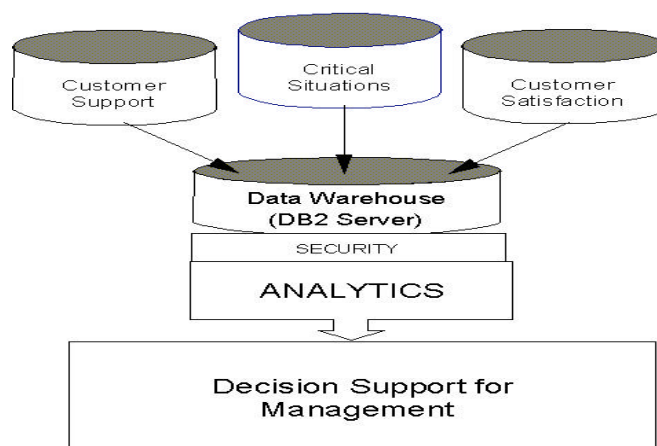 Customer
Support
Critical
Situations
Customer
Satisfaction
Data Warehouse
(DB2 Server)
SECURITY
ANALYTICS
Decision Support for
Management